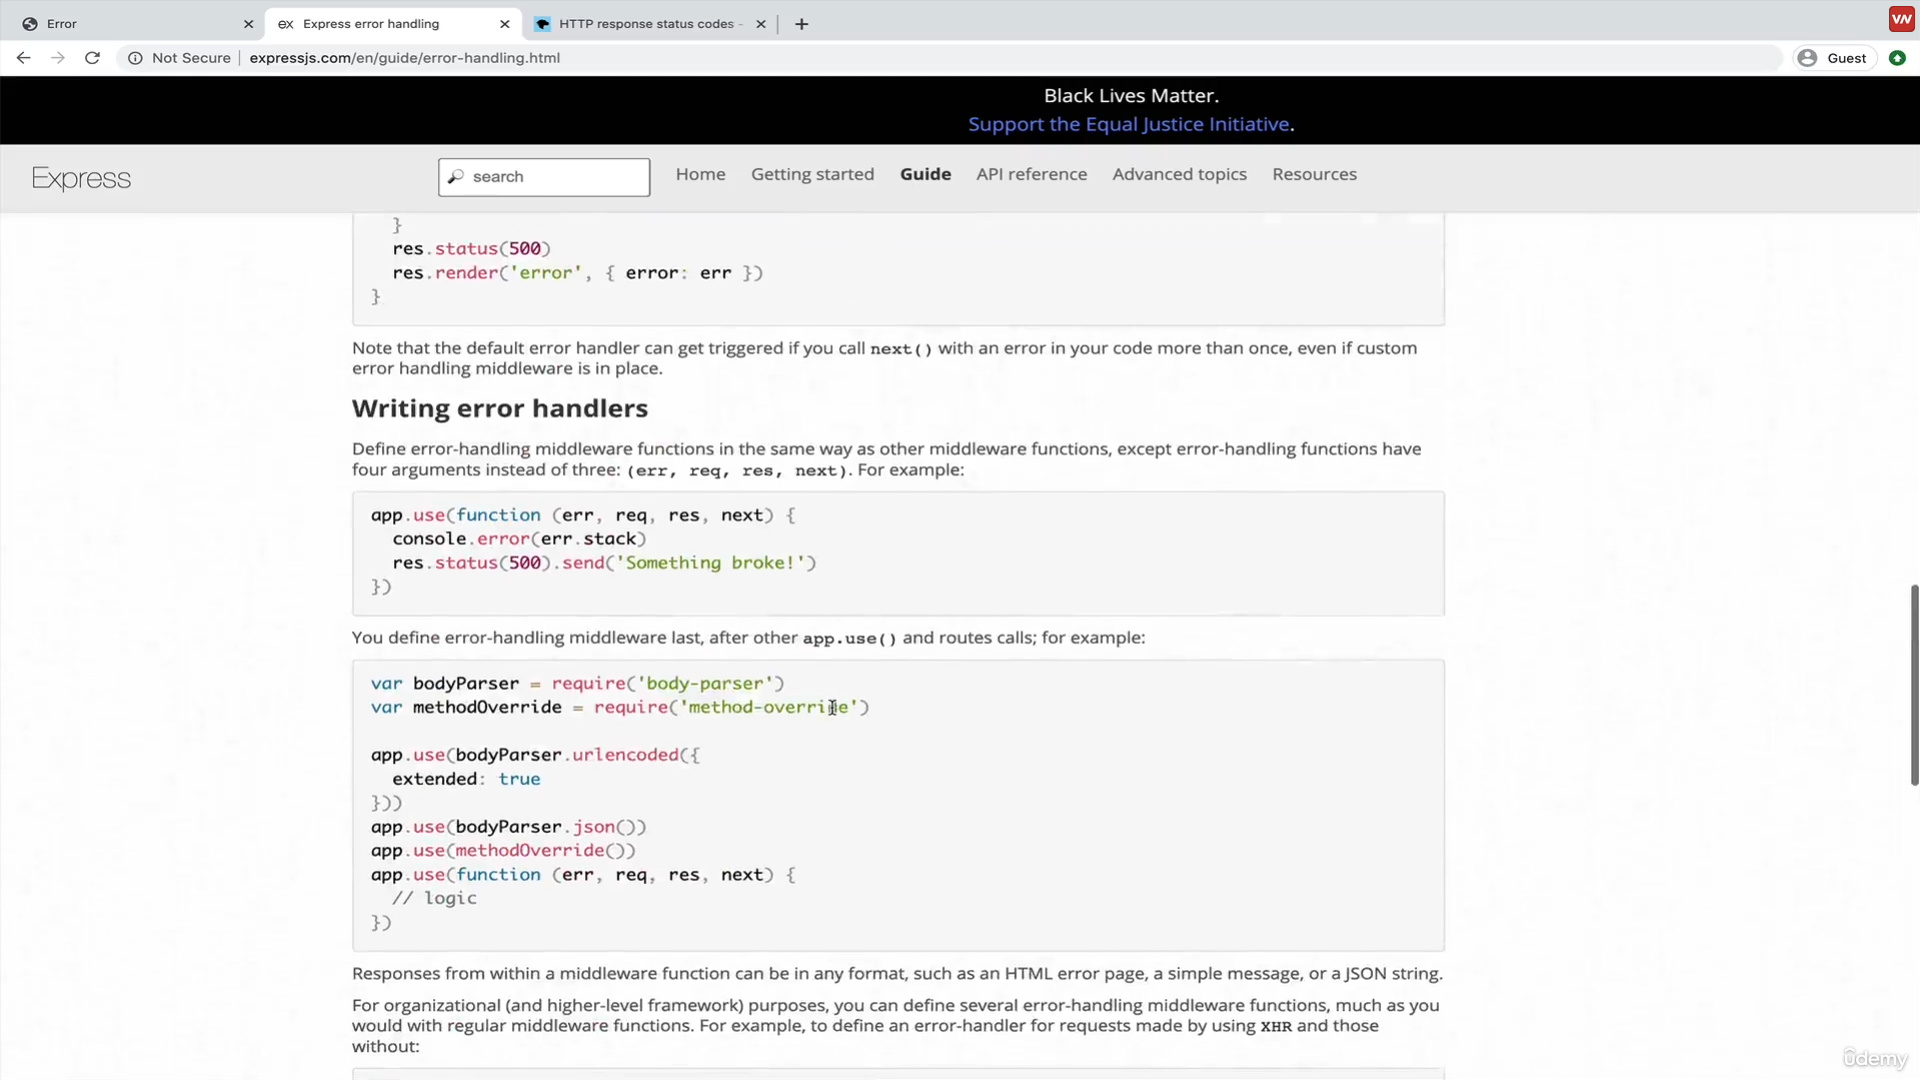 Error
ex Express error handling
HTTP response status codes -
Not Secure expressjs.com/en/guide/error-handling.html
Guest
Black Lives Matter.
Support the Equal Justice Initiative.
Express
search
Home Getting started Guide API reference Advanced topics Resources
}
res.status(500)
res.render('error', { error: err })
}
Note that the default error handler can get triggered if you call next() with an error in your code more than once, even if custom
error handling middleware is in place.
Writing error handlers
Define error-handling middleware functions in the same way as other middleware functions, except error-handling functions have
four arguments instead of three: (err, req, res, next). For example:
app.use(function (err, req, res, next) {
console.error(err.stack)
res.status(500).send('Something broke!')
})
You define error-handling middleware last, after other app.use() and routes calls; for example:
var bodyParser = require('body-parser')
var methodOverride = require('method-override')
app.use(bodyParser.urlencoded({
extended: true
}))
app.use(bodyParser.json())
app.use(methodOverride())
app.use(function (err, req, res, next) {
// logic
})
Responses from within a middleware function can be in any format, such as an HTML error page, a simple message, or a JSON string.
For organizational (and higher-level framework) purposes, you can define several error-handling middleware functions, much as you
would with regular middleware functions. For example, to define an error-handler for requests made by using XHR and those
without:
ûdemy